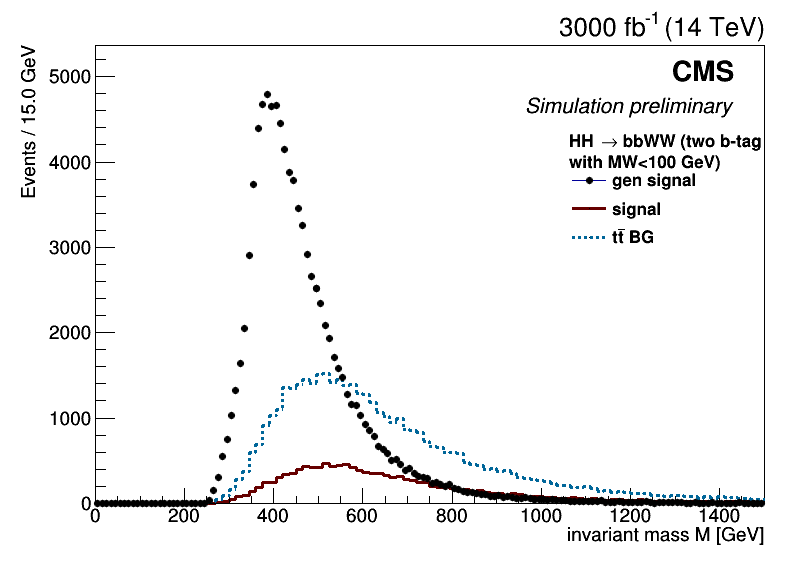 3000 fb-1 (14 TeV)
CMS
Simulation preliminary
HH → bbWW (two b-tag
with MW<100 GeV)
gen signal
signal
tt̄ BG
Events / 15.0 GeV
5000
4000
3000
2000
1000
0
0 200 400 600 800 1000 1200 1400
invariant mass M [GeV]